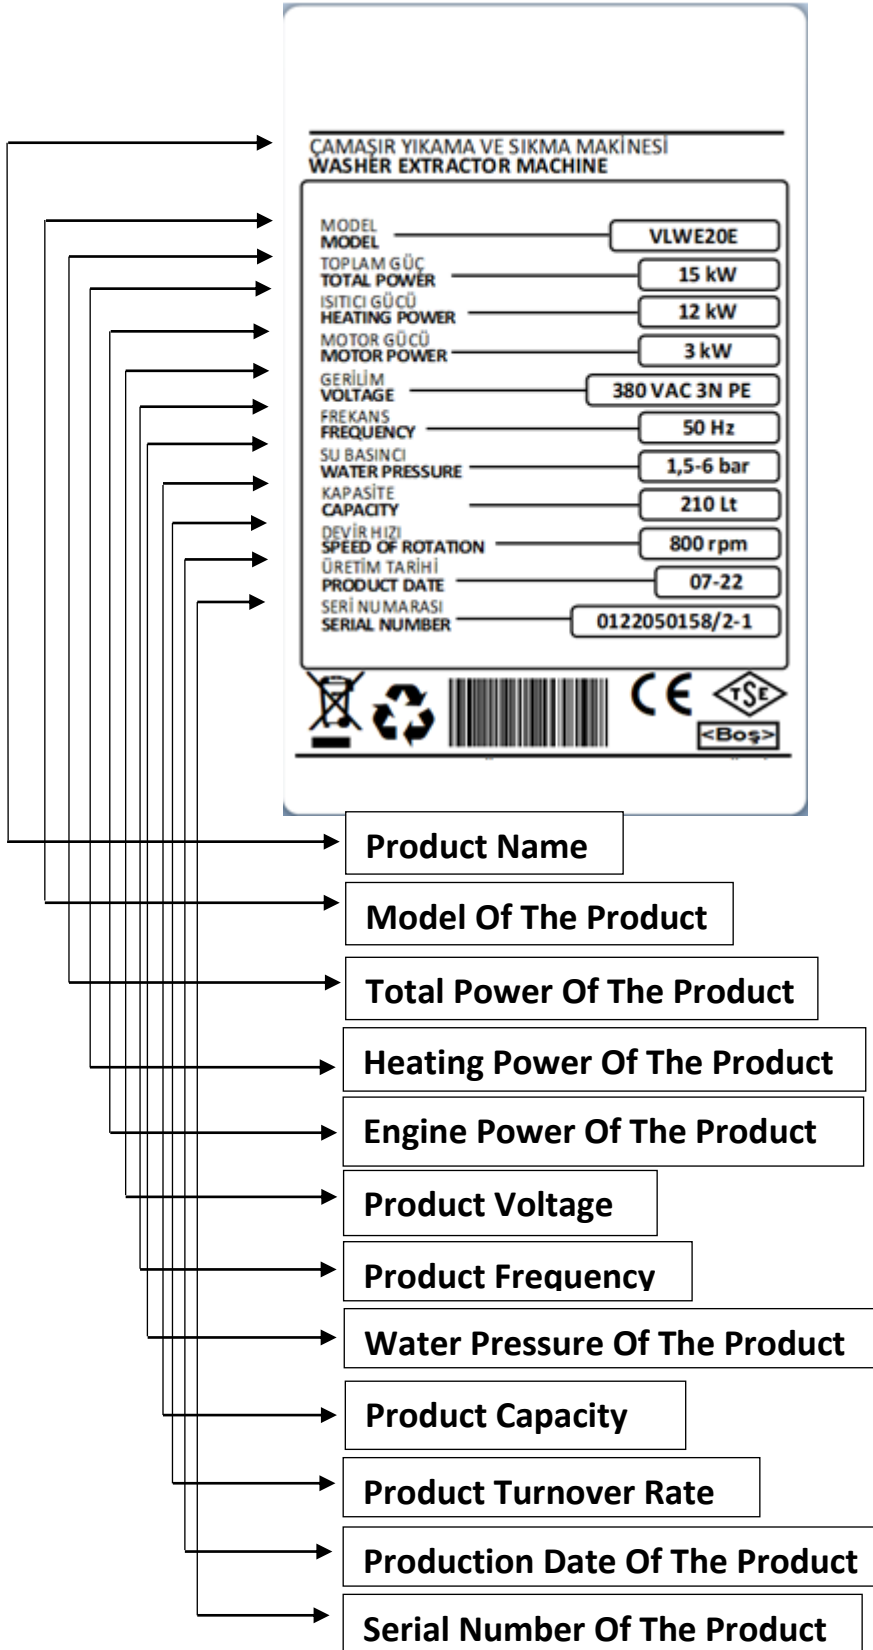 ÇAMAŞIR YIKAMA VE SIKMA MAKİNESİ
WASHER EXTRACTOR MACHINE
MODEL
MODEL
VLWE20E
TOPLAM GÜÇ
TOTAL POWER
15 kW
ISITICI GÜCÜ
HEATING POWER
12 kW
MOTOR GÜCÜ
MOTOR POWER
3 kW
GERİLİM
VOLTAGE
380 VAC 3N PE
FREKANS
FREQUENCY
50 Hz
SU BASINCI
WATER PRESSURE
1,5-6 bar
KAPASİTE
CAPACITY
210 Lt
DEVİR HIZI
SPEED OF ROTATION
800 rpm
ÜRETİM TARİHİ
PRODUCT DATE
07-22
SERİ NUMARASI
SERIAL NUMBER
0122050158/2-1
CE
TSE
<Boş>
Product Name
Model Of The Product
Total Power Of The Product
Heating Power Of The Product
Engine Power Of The Product
Product Voltage
Product Frequency
Water Pressure Of The Product
Product Capacity
Product Turnover Rate
Production Date Of The Product
Serial Number Of The Product